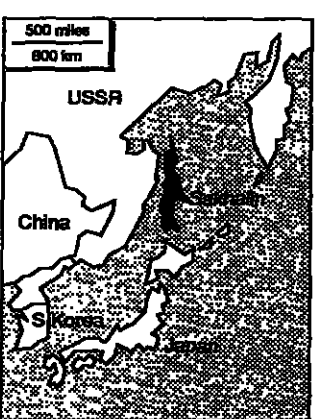 500 miles
800 km
USSR
Sakhalin
China
S Korea
Japan